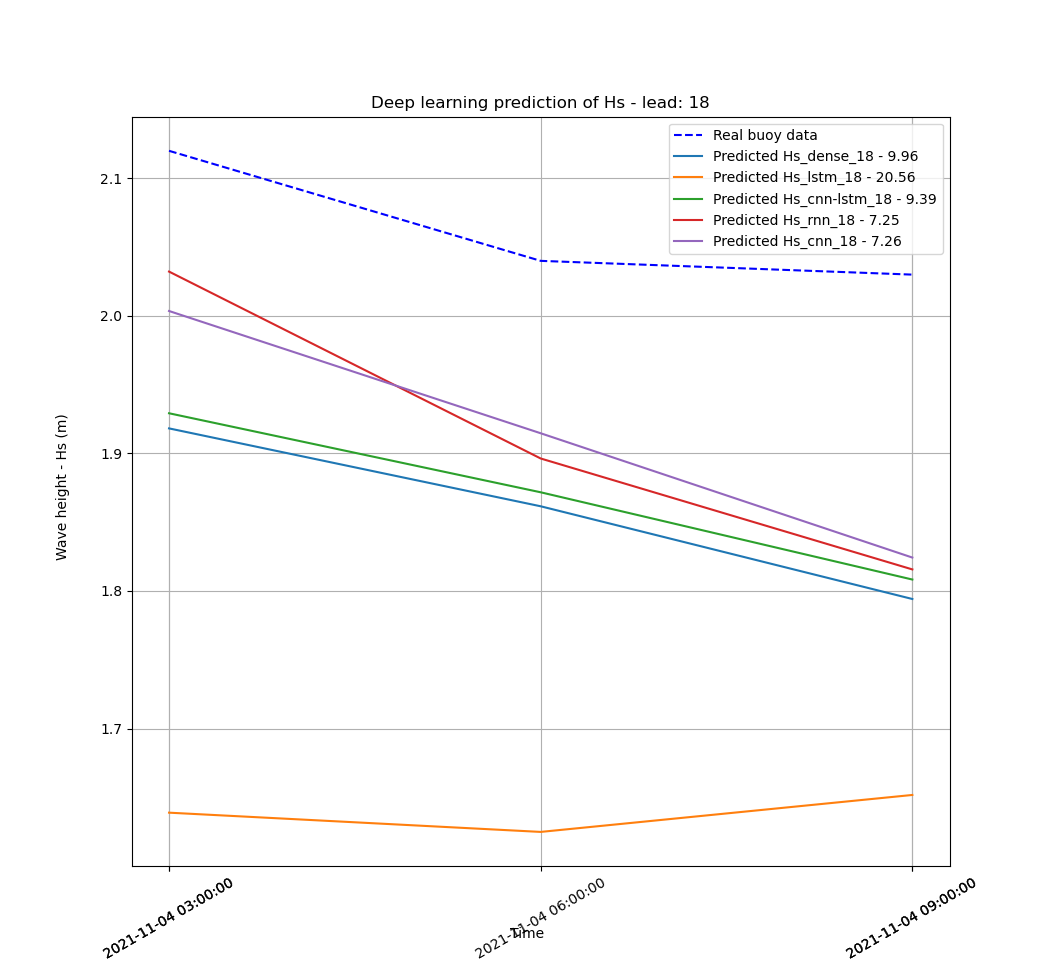 Deep learning prediction of Hs - lead: 18
Real buoy data
Predicted Hs_dense_18 - 9.96
Predicted Hs_lstm_18 - 20.56
Predicted Hs_cnn-lstm_18 - 9.39
Predicted Hs_rnn_18 - 7.25
Predicted Hs_cnn_18 - 7.26
Wave height - Hs (m)
2.1
2.0
1.9
1.8
1.7
2021-11-04 03:00:00
2021-11-04 06:00:00
2021-11-04 09:00:00
Time